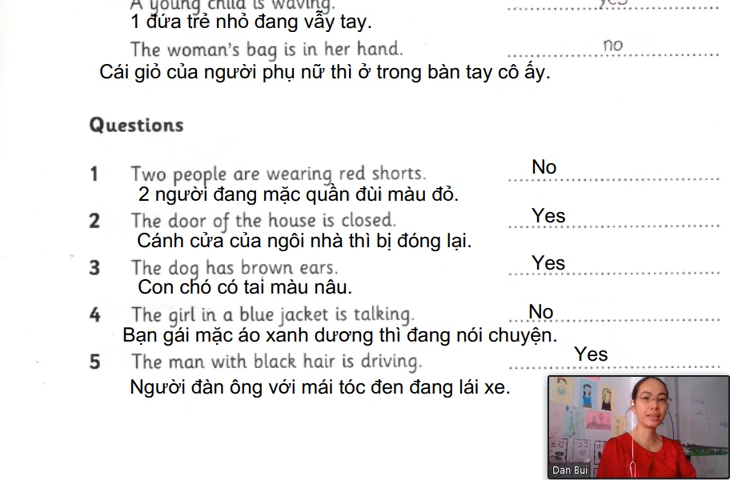 A young child is waving.
yes
1 đứa trẻ nhỏ đang vẫy tay.
The woman's bag is in her hand.
no
Cái giỏ của người phụ nữ thì ở trong bàn tay cô ấy.
Questions
1 Two people are wearing red shorts. No
2 người đang mặc quần đùi màu đỏ.
2 The door of the house is closed. Yes
Cánh cửa của ngôi nhà thì bị đóng lại.
3 The dog has brown ears. Yes
Con chó có tai màu nâu.
4 The girl in a blue jacket is talking. No
Bạn gái mặc áo xanh dương thì đang nói chuyện.
5 The man with black hair is driving. Yes
Người đàn ông với mái tóc đen đang lái xe.
Dan Bui